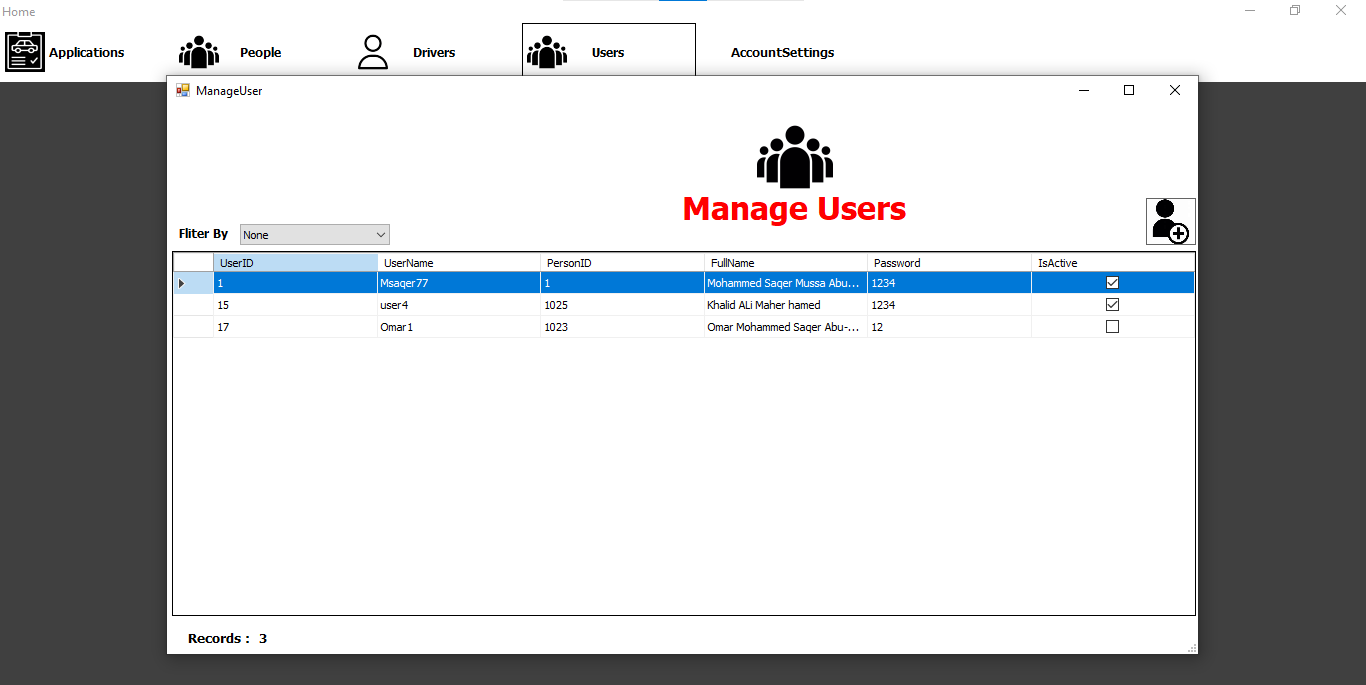 Home
Applications People Drivers Users AccountSettings
ManageUser
Manage Users
Fliter By None
UserID UserName PersonID FullName Password IsActive
1 Msaqer77 1 Mohammed Saqer Mussa Abu... 1234
15 user4 1025 Khalid ALi Maher hamed 1234
17 Omar1 1023 Omar Mohammed Saqer Abu-... 12
Records : 3